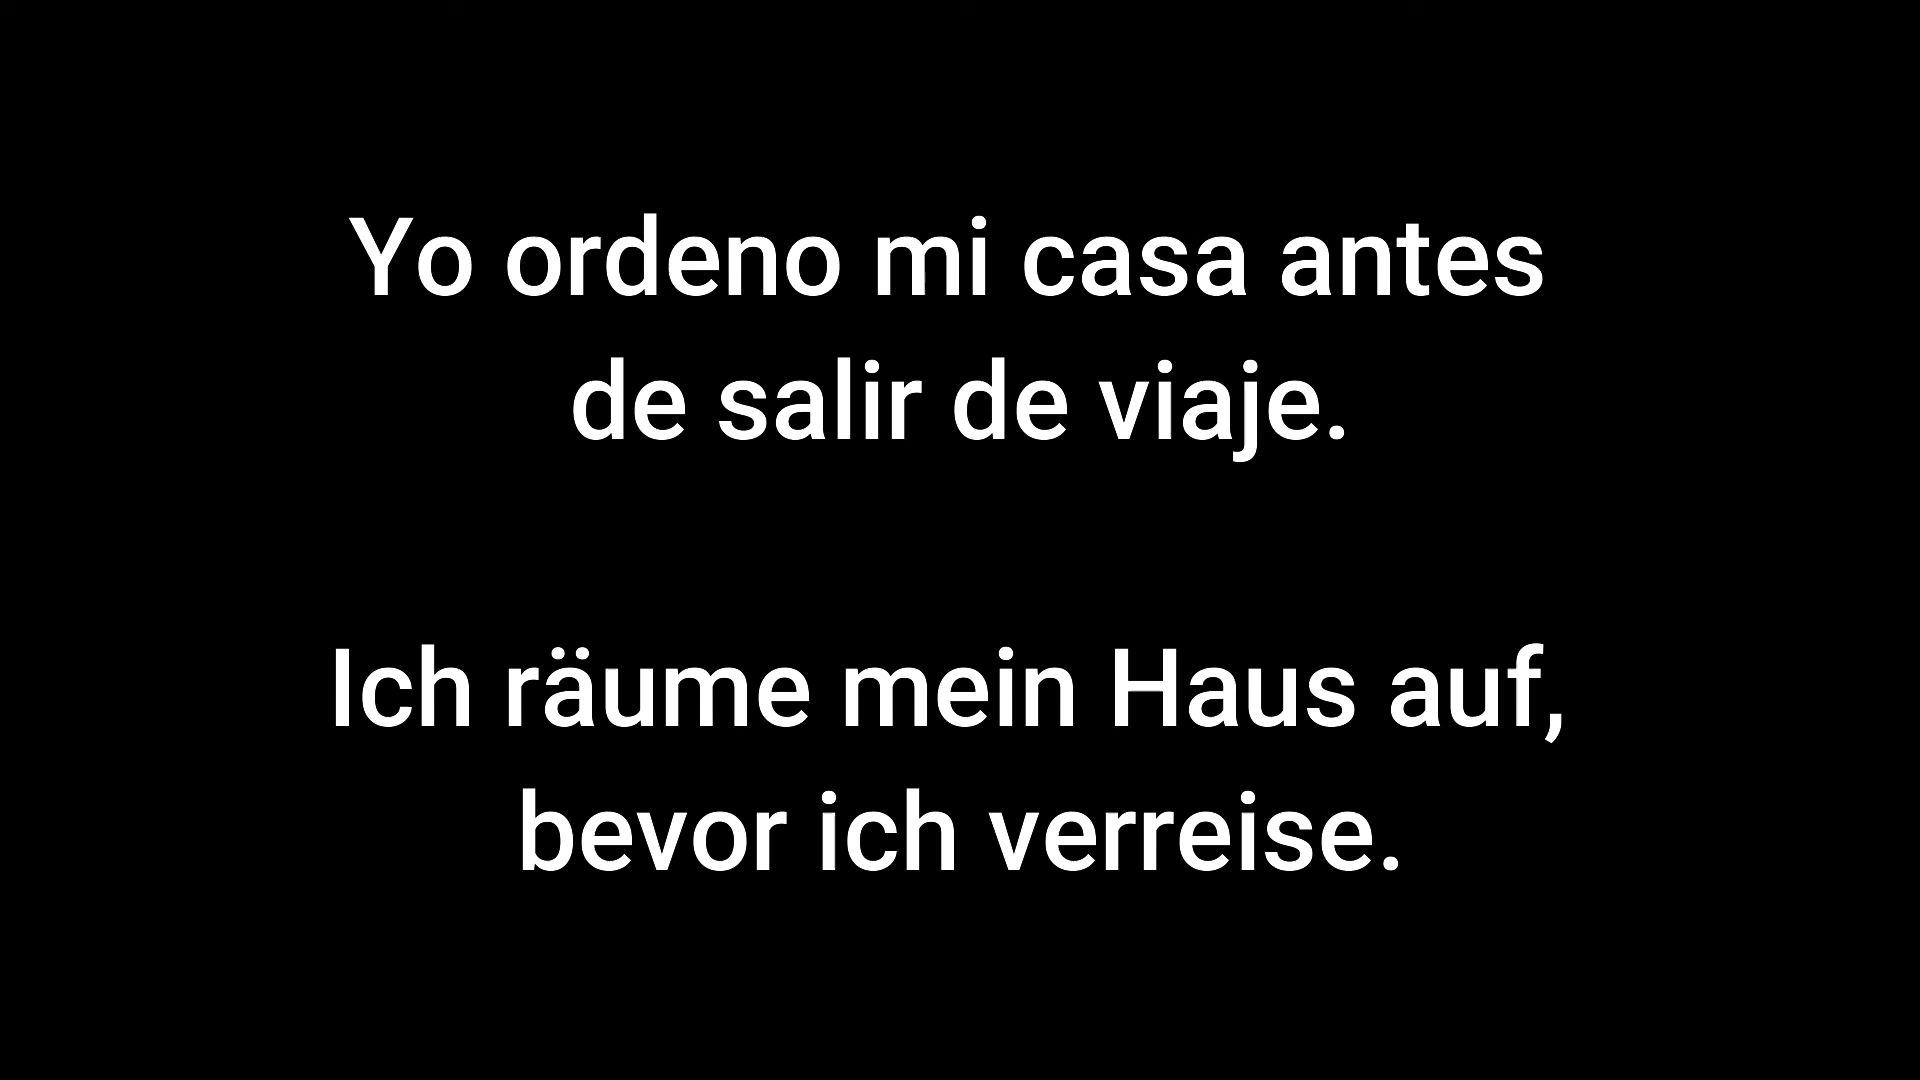 Yo ordeno mi casa antes
de salir de viaje.
Ich räume mein Haus auf,
bevor ich verreise.